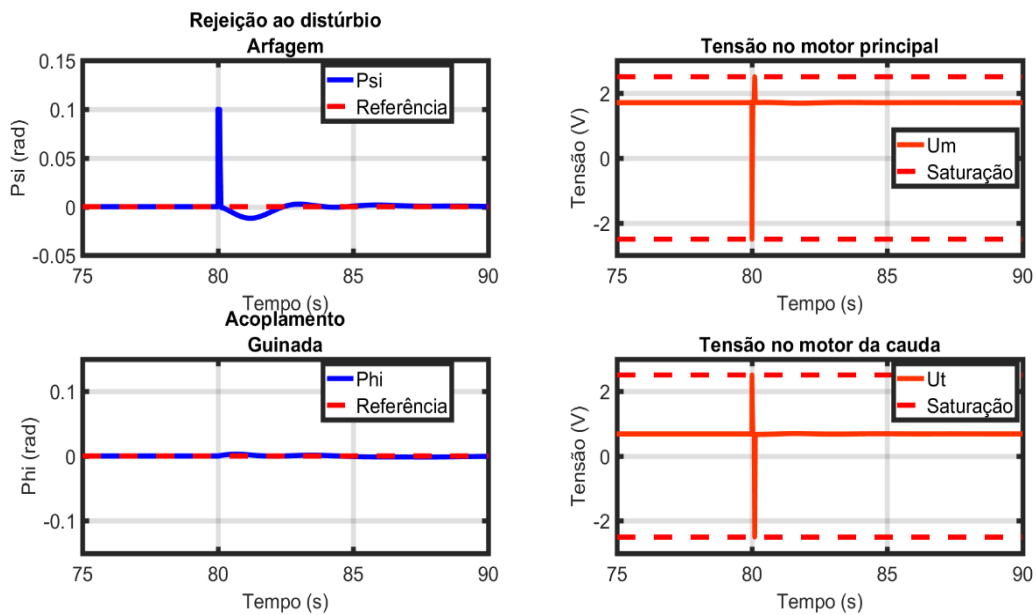 Rejeição ao distúrbio
Arfagem
Psi (rad)
0.15
0.1
0.05
0
-0.05
Psi
Referência
75
80
85
90
Tempo (s)
Tensão no motor principal
Tensão (V)
2
0
-2
Um
Saturação
75
80
85
90
Tempo (s)
Acoplamento
Guinada
Phi (rad)
0.1
0
-0.1
Phi
Referência
75
80
85
90
Tempo (s)
Tensão no motor da cauda
Tensão (V)
2
0
-2
Ut
Saturação
75
80
85
90
Tempo (s)